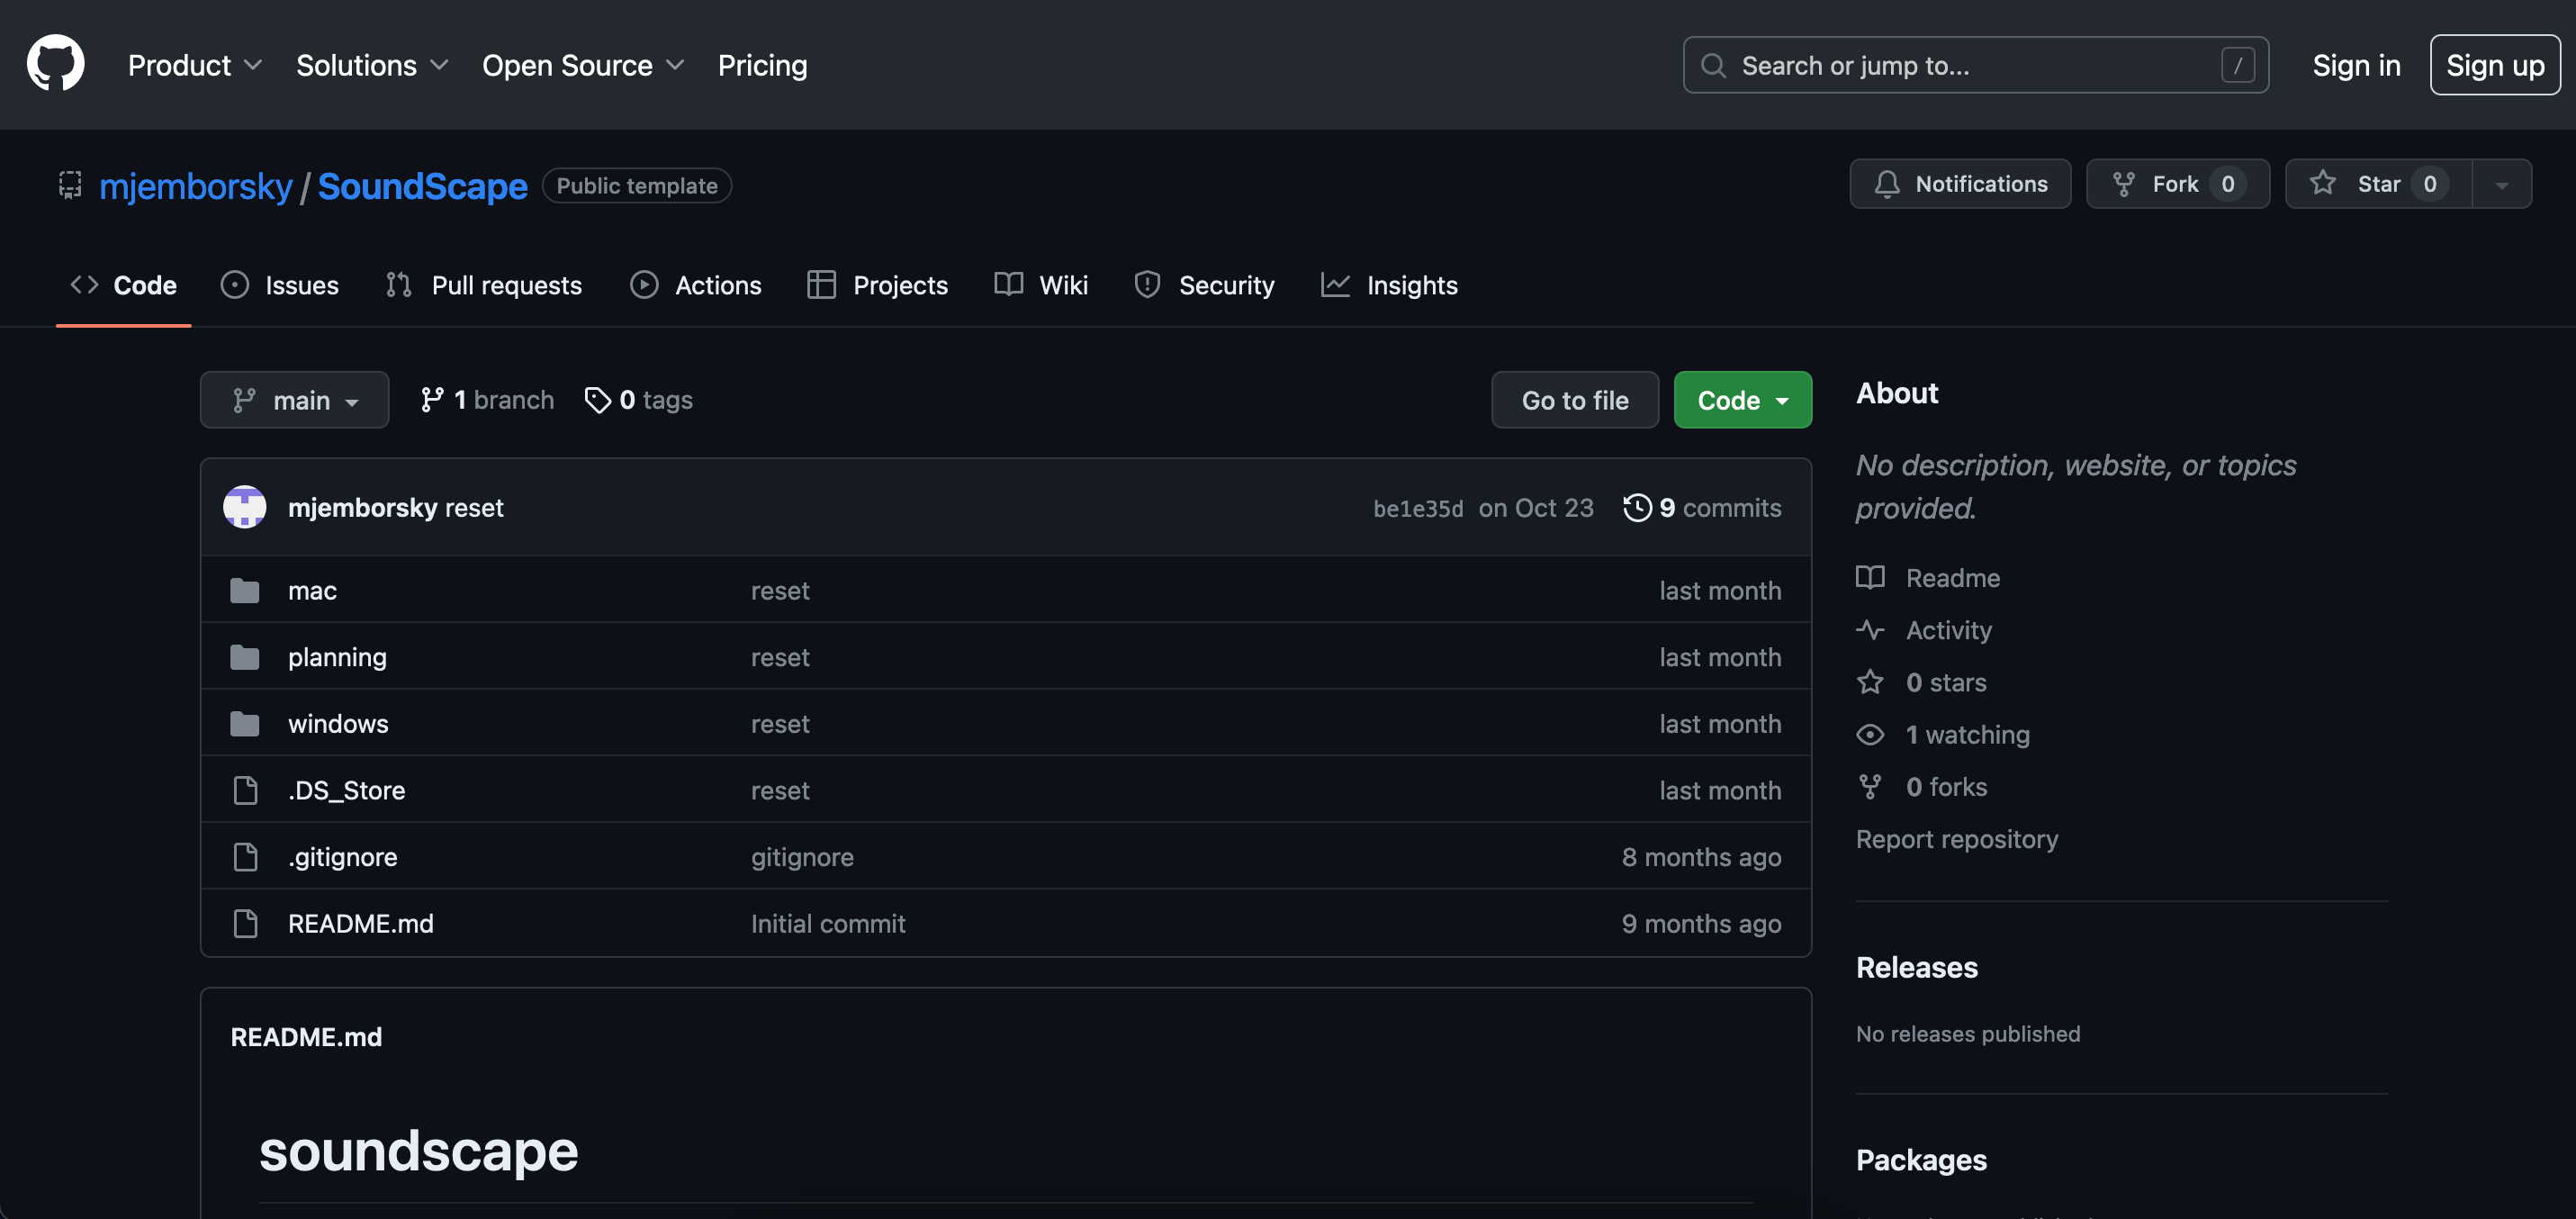 Product Solutions Open Source Pricing Search or jump to... / Sign in Sign up
mjemborsky / SoundScape Public template Notifications Fork 0 Star 0
Code Issues Pull requests Actions Projects Wiki Security Insights
main 1 branch 0 tags Go to file Code
mjemborsky reset be1e35d on Oct 23 9 commits
mac reset last month
planning reset last month
windows reset last month
.DS_Store reset last month
.gitignore gitignore 8 months ago
README.md Initial commit 9 months ago
README.md
soundscape
About
No description, website, or topics
provided.
Readme
Activity
0 stars
1 watching
0 forks
Report repository
Releases
No releases published
Packages